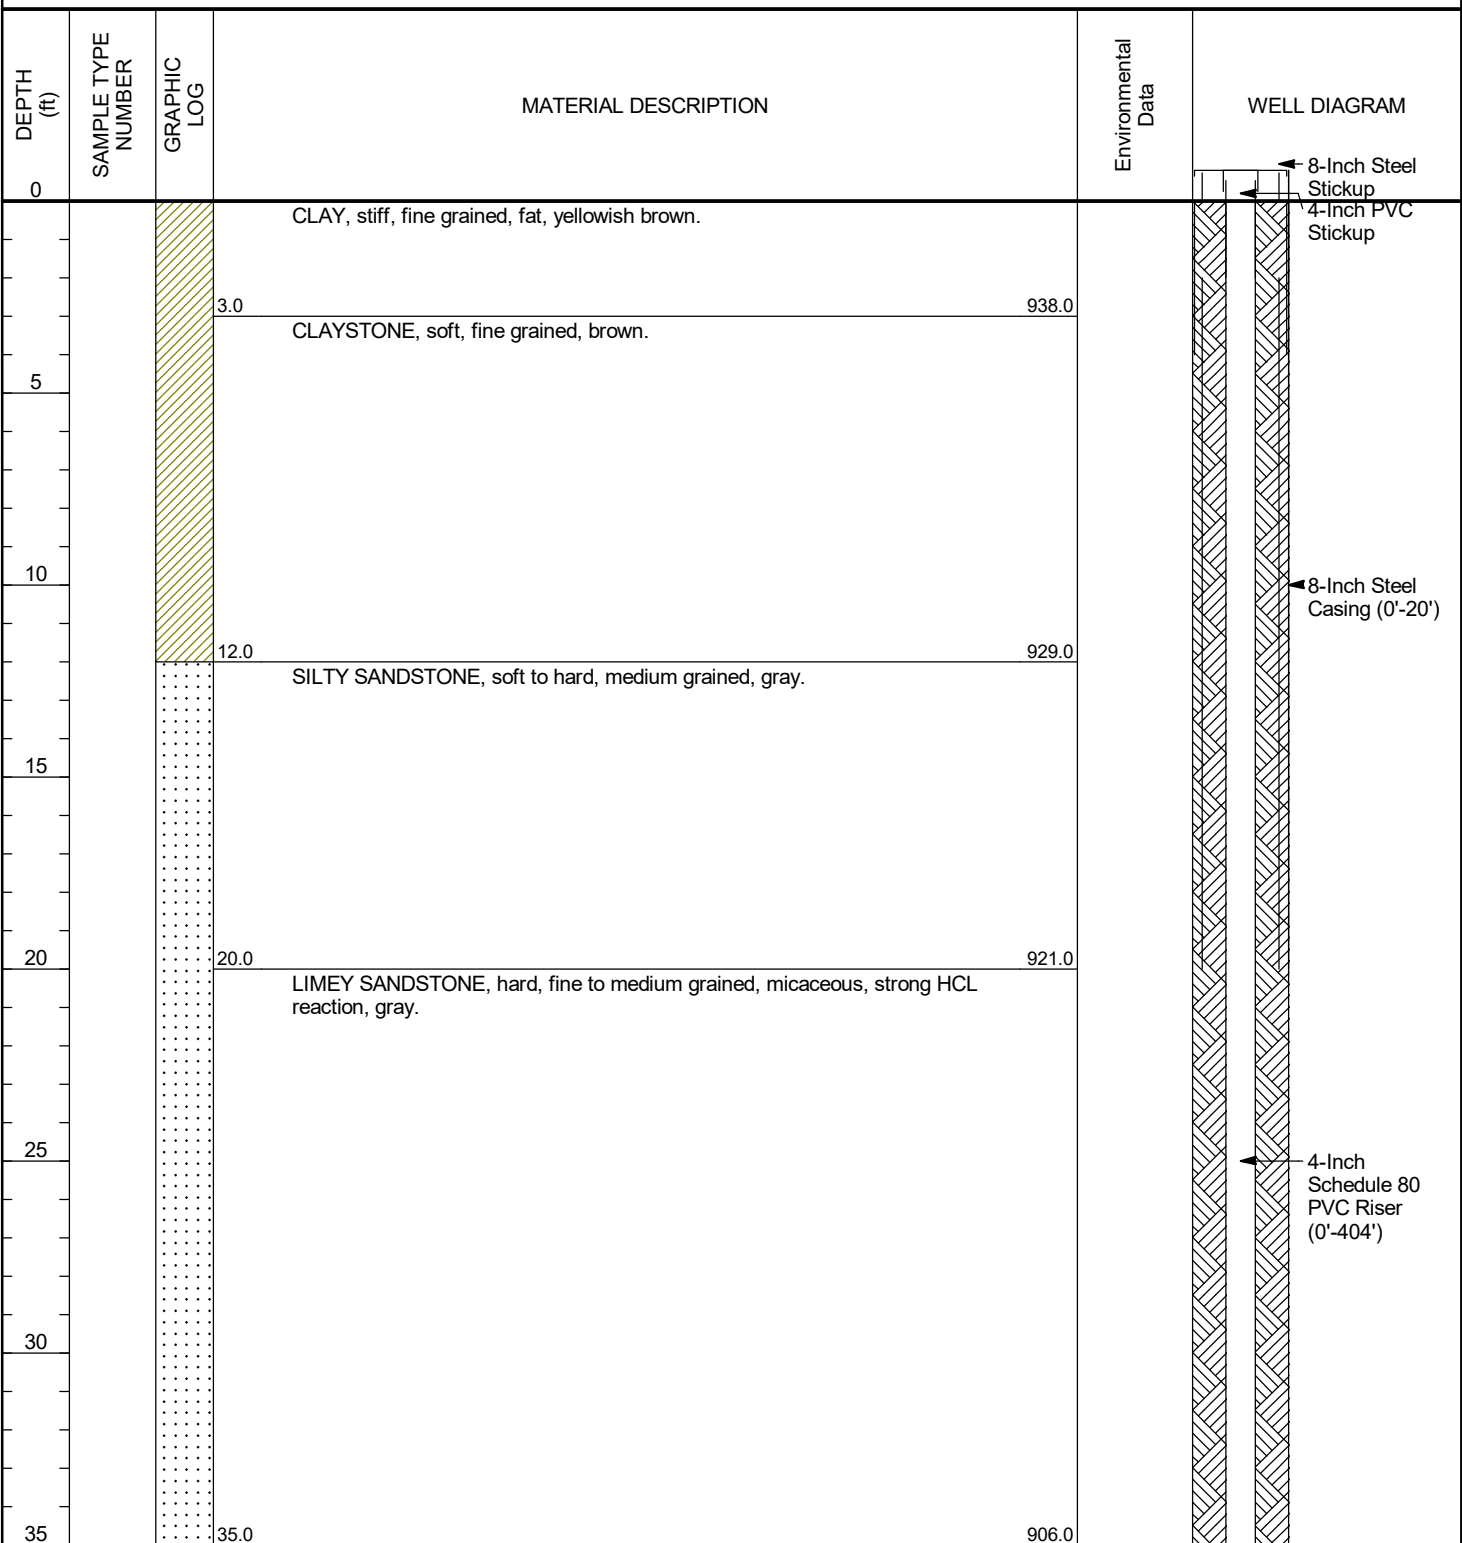 DEPTH
(ft)
SAMPLE TYPE
NUMBER
GRAPHIC
LOG
MATERIAL DESCRIPTION
Environmental
Data
WELL DIAGRAM
8-Inch Steel
Stickup
0
4-Inch PVC
Stickup
CLAY, stiff, fine grained, fat, yellowish brown.
3.0 938.0
CLAYSTONE, soft, fine grained, brown.
5
10
8-Inch Steel
Casing (0'-20')
12.0 929.0
SILTY SANDSTONE, soft to hard, medium grained, gray.
15
20
20.0 921.0
LIMEY SANDSTONE, hard, fine to medium grained, micaceous, strong HCL
reaction, gray.
25
4-Inch
Schedule 80
PVC Riser
(0'-404')
30
35
35.0 906.0